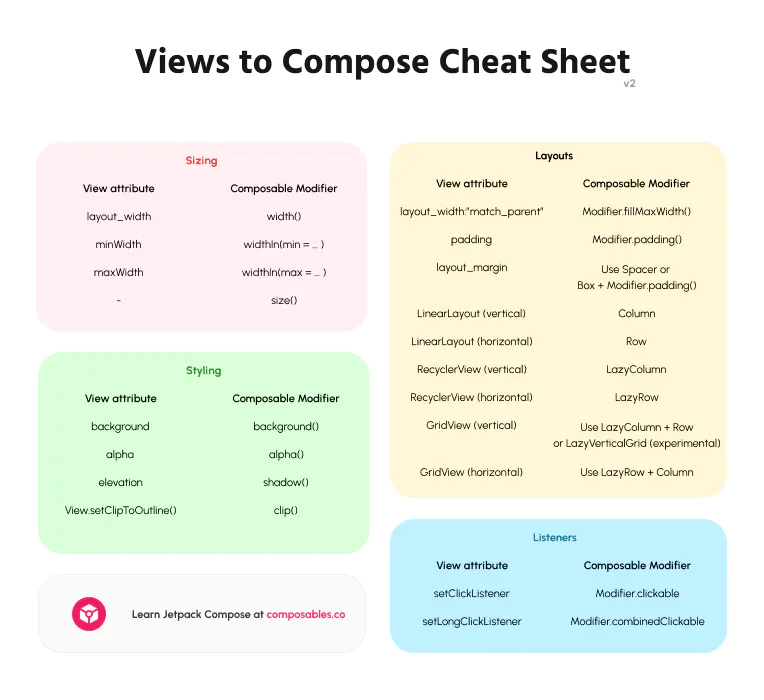 Views to Compose Cheat Sheet
v2
Sizing
View attribute Composable Modifier
layout_width width()
minWidth widthIn(min = ... )
maxWidth widthIn(max = ... )
- size()
Styling
View attribute Composable Modifier
background background()
alpha alpha()
elevation shadow()
View.setClipToOutline() clip()
Learn Jetpack Compose at composables.co
Layouts
View attribute Composable Modifier
layout_width:"match_parent" Modifier.fillMaxWidth()
padding Modifier.padding()
layout_margin Use Spacer or
Box + Modifier.padding()
LinearLayout (vertical) Column
LinearLayout (horizontal) Row
RecyclerView (vertical) LazyColumn
RecyclerView (horizontal) LazyRow
GridView (vertical) Use LazyColumn + Row
or LazyVerticalGrid (experimental)
GridView (horizontal) Use LazyRow + Column
Listeners
View attribute Composable Modifier
setClickListener Modifier.clickable
setLongClickListener Modifier.combinedClickable